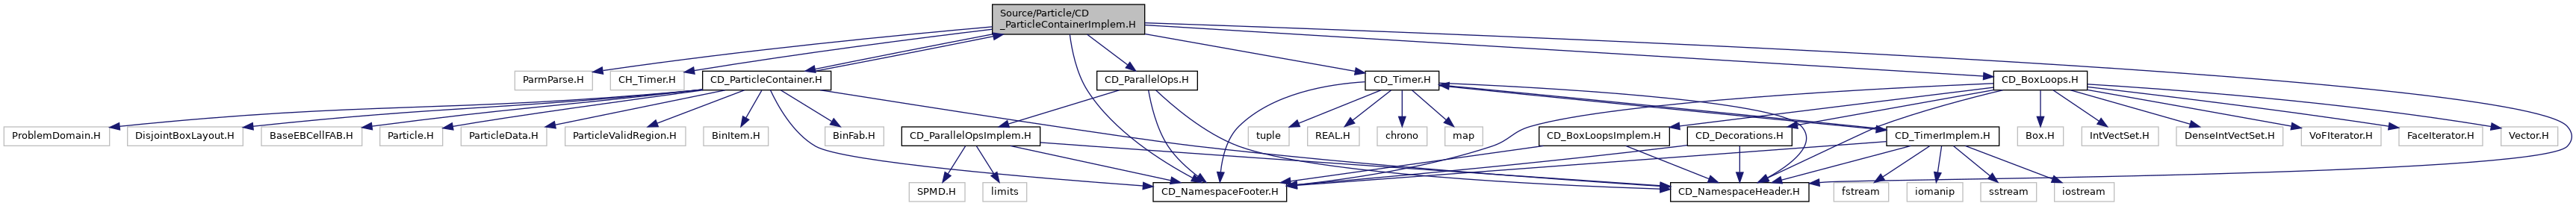 Source/Particle/CD
_ParticleContainerImplem.H
ParmParse.H
CH_Timer.H
CD_ParticleContainer.H
CD_ParallelOps.H
CD_Timer.H
CD_BoxLoops.H
ProblemDomain.H
DisjointBoxLayout.H
BaseEBCellFAB.H
Particle.H
ParticleData.H
ParticleValidRegion.H
BinItem.H
BinFab.H
CD_ParallelOpsImplem.H
tuple
REAL.H
chrono
map
CD_BoxLoopsImplem.H
CD_Decorations.H
CD_TimerImplem.H
Box.H
IntVectSet.H
DenseIntVectSet.H
VoFIterator.H
FaceIterator.H
Vector.H
SPMD.H
limits
CD_NamespaceFooter.H
CD_NamespaceHeader.H
fstream
iomanip
sstream
iostream